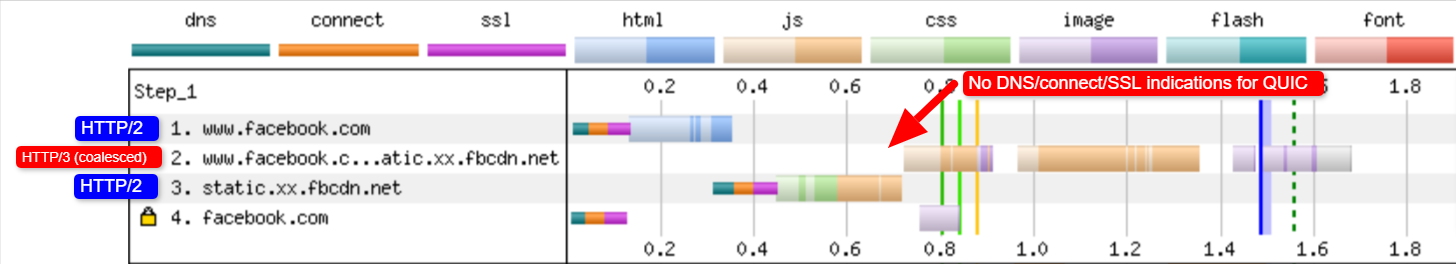 dns connect ssl html js css image flash font
Step_1 0.2 0.4 0.6 0.8 No DNS/connect/SSL indications for QUIC 1.8
HTTP/2 1. www.facebook.com
HTTP/3 (coalesced) 2. www.facebook.c...atic.xx.fbcdn.net
HTTP/2 3. static.xx.fbcdn.net
4. facebook.com
0.2 0.4 0.6 0.8 1.0 1.2 1.4 1.6 1.8